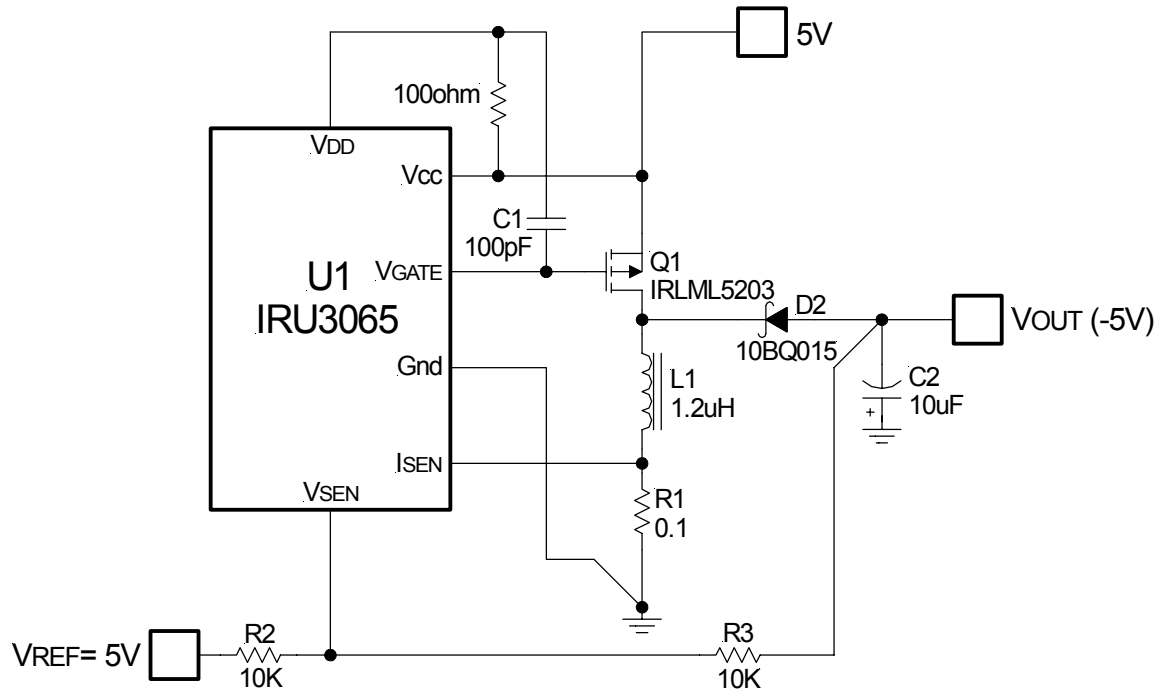 5V
100ohm
VDD
Vcc
C1
100pF
U1
IRU3065
VGATE
Q1
IRLML5203
D2
10BQ015
VOUT (-5V)
Gnd
L1
1.2uH
C2
10uF
+
ISEN
VSEN
R1
0.1
VREF= 5V
R2
10K
R3
10K